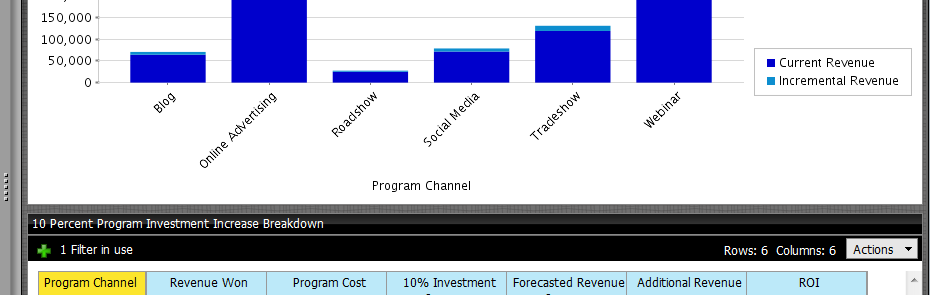 150,000
100,000
50,000
0
Current Revenue
Incremental Revenue
Blog
Online Advertising
Roadshow
Social Media
Tradeshow
Webinar
Program Channel
10 Percent Program Investment Increase Breakdown
1 Filter in use
Rows: 6 Columns: 6
Actions
Program Channel Revenue Won Program Cost 10% Investment Forecasted Revenue Additional Revenue ROI